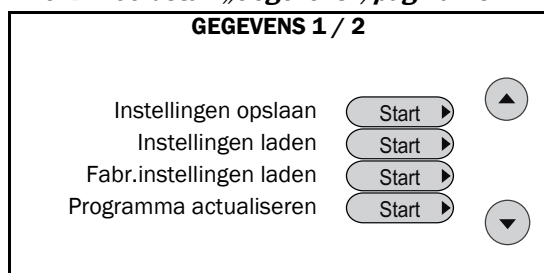 GEGEVENS 1 / 2
Instellingen opslaan Start
Instellingen laden Start
Fabr.instellingen laden Start
Programma actualiseren Start